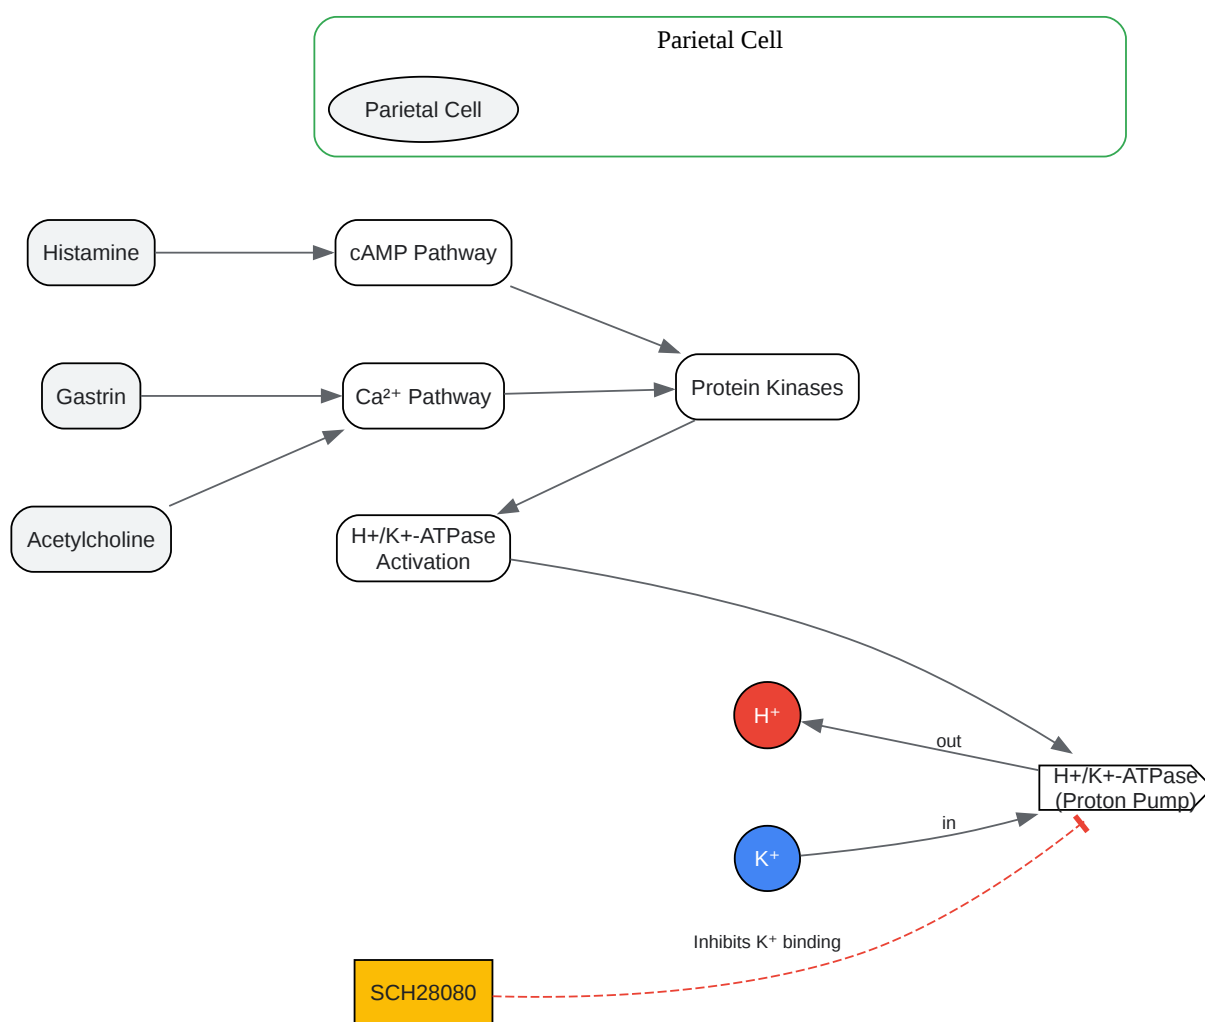 Parietal Cell
Parietal Cell
Histamine
cAMP Pathway
Gastrin
Ca²⁺ Pathway
Protein Kinases
Acetylcholine
H+/K+-ATPase
Activation
H⁺
out
H+/K+-ATPase
(Proton Pump)
in
K⁺
Inhibits K⁺ binding
SCH28080